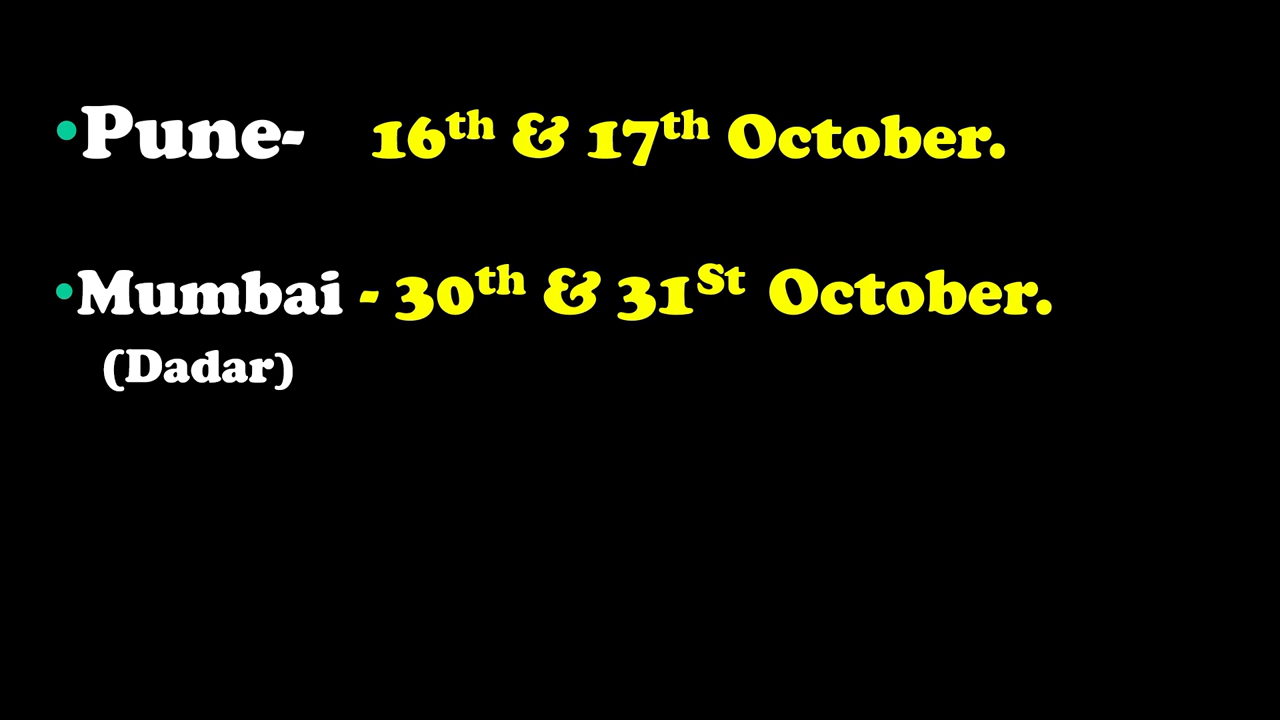 •Pune- 16th & 17th October.
•Mumbai - 30th & 31St October.
(Dadar)